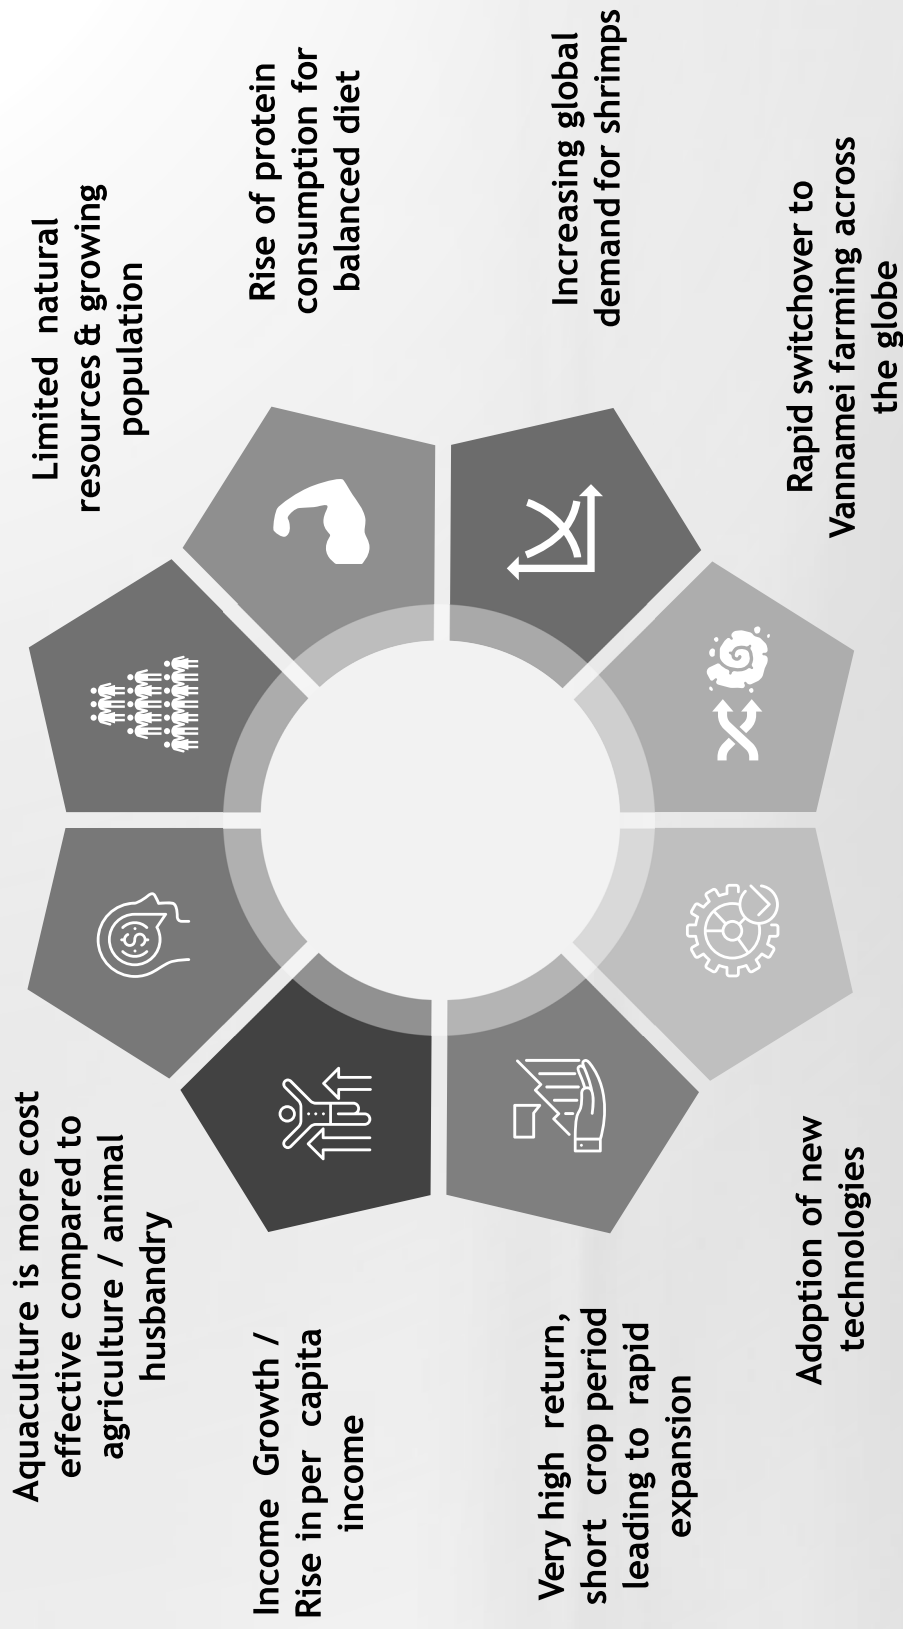 Aquaculture is more cost
effective compared to
agriculture / animal
husbandry
Limited natural
resources & growing
population
Income Growth /
Rise in per capita
income
Rise of protein
consumption for
balanced diet
Very high return,
short crop period
leading to rapid
expansion
Increasing global
demand for shrimps
Adoption of new
technologies
Rapid switchover to
Vannamei farming across
the globe